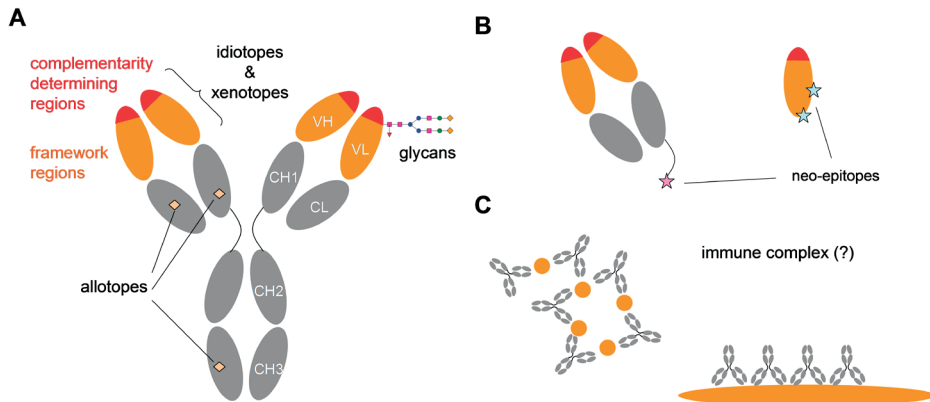 A
complementarity
determining
regions
idiotopes
&
xenotopes
framework
regions
VH
VL
glycans
CH1
CL
allotopes
CH2
CH3
B
neo-epitopes
C
immune complex (?)